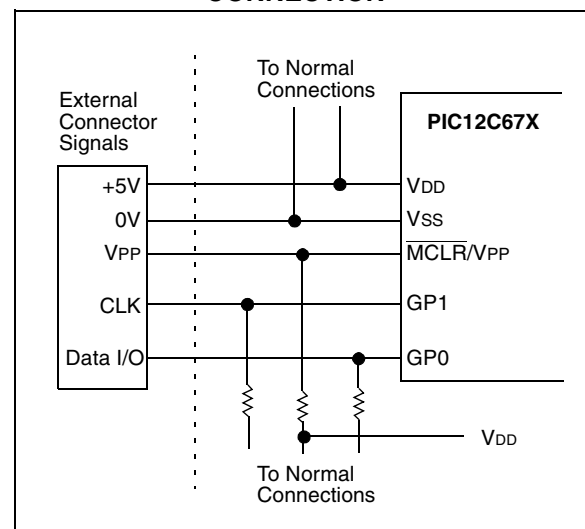 CONNECTION
To Normal
Connections
External
Connector
Signals
PIC12C67X
+5V
VDD
0V
VSS
VPP
MCLR/VPP
CLK
GP1
Data I/O
GP0
VDD
To Normal
Connections